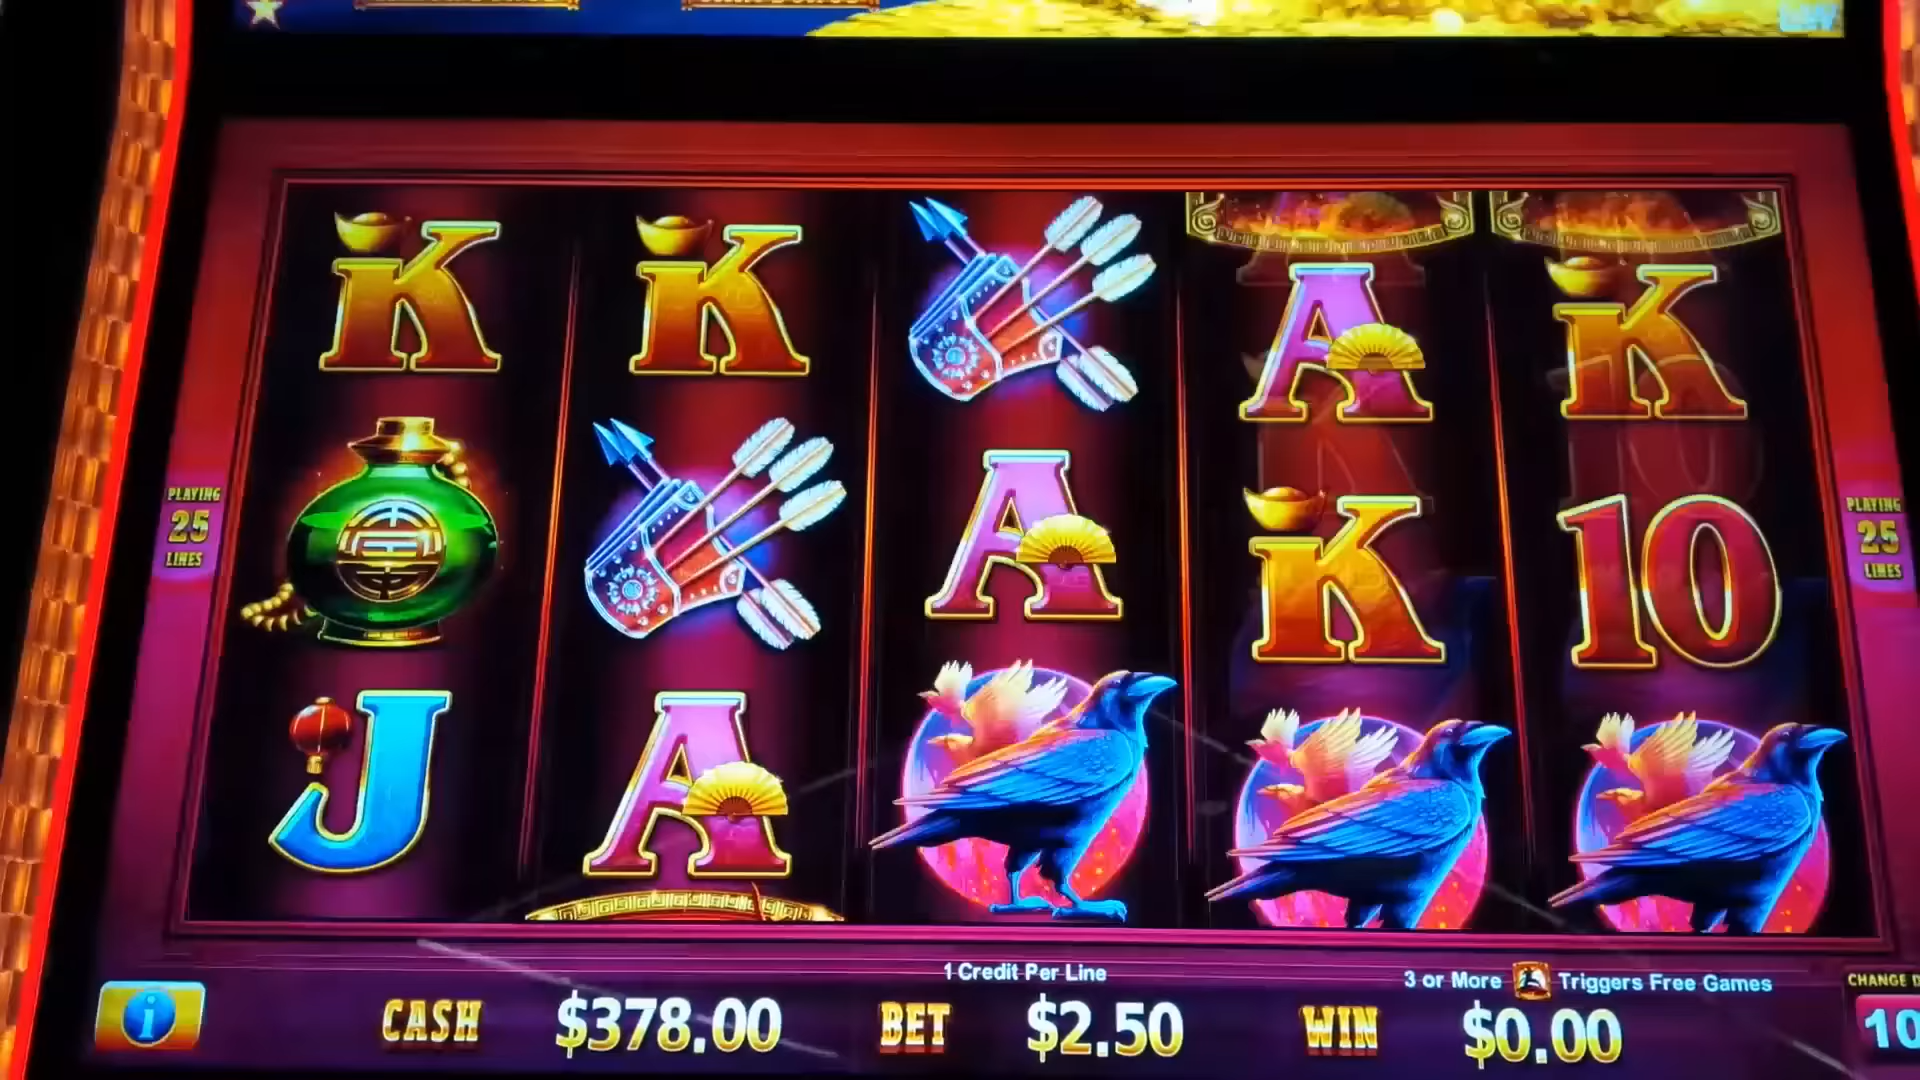 K K A K
PLAYING
25
LINES
A K 10
PLAYING
25
LINES
J A
1 Credit Per Line
3 or More Triggers Free Games
CHANGE D
CASH $378.00 BET $2.50 WIN $0.00
10